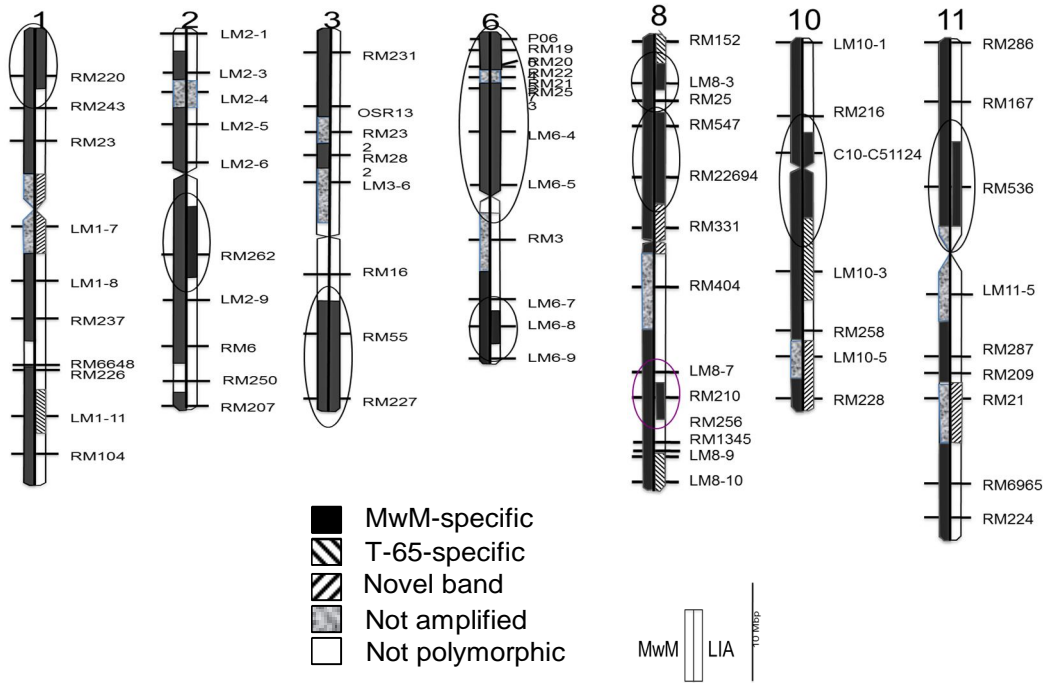 1
RM220
RM243
RM23
LM1-7
LM1-8
RM237
RM6648
RM226
LM1-11
RM104
2
LM2-1
LM2-3
LM2-4
LM2-5
LM2-6
RM262
LM2-9
RM6
RM250
RM207
3
RM231
OSR13
RM23
2
RM28
2
LM3-6
RM16
RM55
RM227
6
P06
RM19
RM20
RM22
RM21
RM25
3
LM6-4
LM6-5
RM3
LM6-7
LM6-8
LM6-9
8
RM152
LM8-3
RM25
RM547
RM22694
RM331
RM404
LM8-7
RM210
RM256
RM1345
LM8-9
LM8-10
10
LM10-1
RM216
C10-C51124
LM10-3
RM258
LM10-5
RM228
11
RM286
RM167
RM536
LM11-5
RM287
RM209
RM21
RM6965
RM224
MwM-specific
T-65-specific
Novel band
Not amplified
Not polymorphic
MwM LIA
10 Mbp